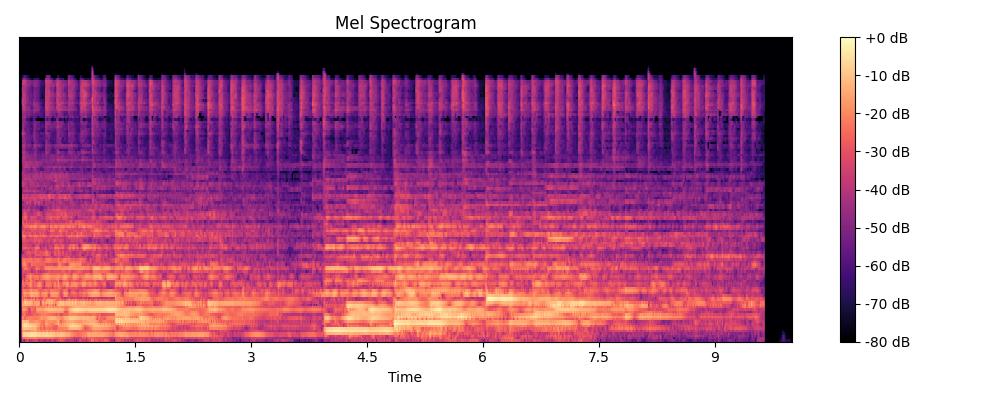 Mel Spectrogram
+0 dB
-10 dB
-20 dB
-30 dB
-40 dB
-50 dB
-60 dB
-70 dB
-80 dB
0 1.5 3 4.5 6 7.5 9
Time